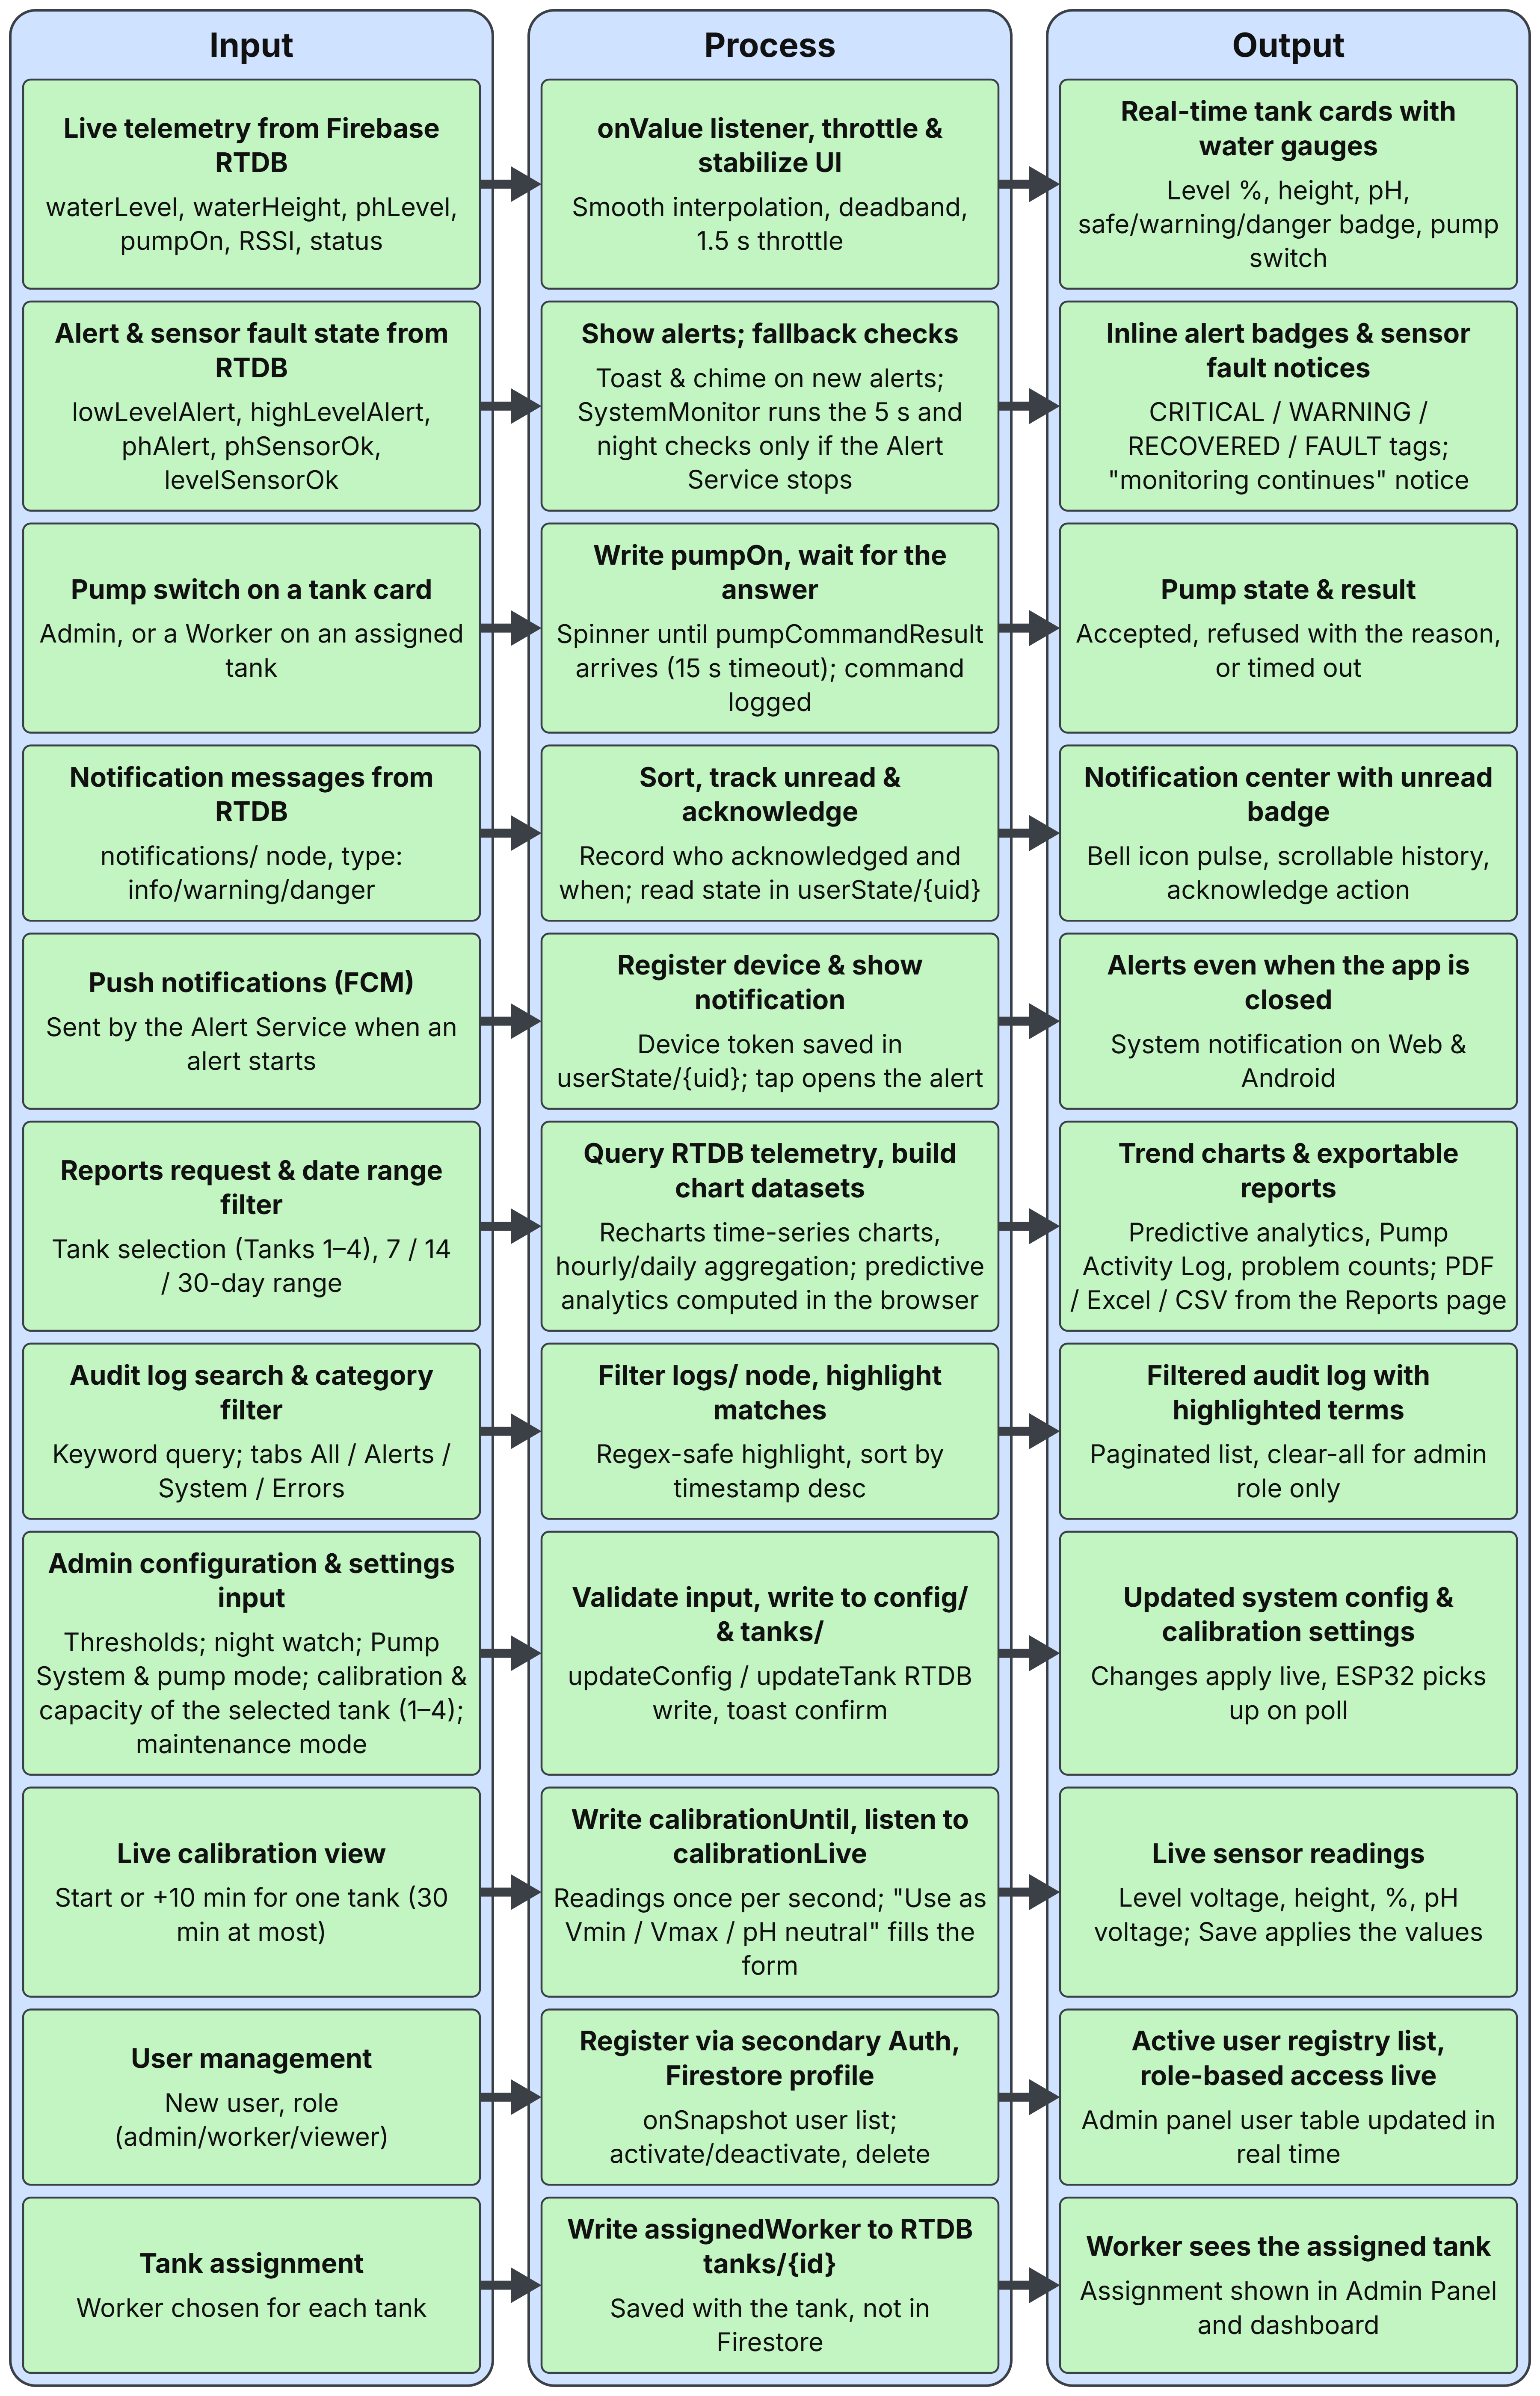 Input
Process
Output
Live telemetry from Firebase
RTDB
waterLevel, waterHeight, phLevel,
pumpOn, RSSI, status
onValue listener, throttle &
stabilize UI
Smooth interpolation, deadband,
1.5 s throttle
Real-time tank cards with
water gauges
Level %, height, pH,
safe/warning/danger badge, pump
switch
Alert & sensor fault state from
RTDB
lowLevelAlert, highLevelAlert,
phAlert, phSensorOk,
levelSensorOk
Show alerts; fallback checks
Toast & chime on new alerts;
SystemMonitor runs the 5 s and
night checks only if the Alert
Service stops
Inline alert badges & sensor
fault notices
CRITICAL / WARNING /
RECOVERED / FAULT tags;
"monitoring continues" notice
Pump switch on a tank card
Admin, or a Worker on an assigned
tank
Write pumpOn, wait for the
answer
Spinner until pumpCommandResult
arrives (15 s timeout); command
logged
Pump state & result
Accepted, refused with the reason,
or timed out
Notification messages from
RTDB
notifications/ node, type:
info/warning/danger
Sort, track unread &
acknowledge
Record who acknowledged and
when; read state in userState/{uid}
Notification center with unread
badge
Bell icon pulse, scrollable history,
acknowledge action
Push notifications (FCM)
Sent by the Alert Service when an
alert starts
Register device & show
notification
Device token saved in
userState/{uid}; tap opens the alert
Alerts even when the app is
closed
System notification on Web &
Android
Reports request & date range
filter
Tank selection (Tanks 1–4), 7 / 14
/ 30-day range
Query RTDB telemetry, build
chart datasets
Recharts time-series charts,
hourly/daily aggregation; predictive
analytics computed in the browser
Trend charts & exportable
reports
Predictive analytics, Pump
Activity Log, problem counts; PDF
/ Excel / CSV from the Reports page
Audit log search & category
filter
Keyword query; tabs All / Alerts /
System / Errors
Filter logs/ node, highlight
matches
Regex-safe highlight, sort by
timestamp desc
Filtered audit log with
highlighted terms
Paginated list, clear-all for admin
role only
Admin configuration & settings
input
Thresholds; night watch; Pump
System & pump mode; calibration &
capacity of the selected tank (1–4);
maintenance mode
Validate input, write to config/
& tanks/
updateConfig / updateTank RTDB
write, toast confirm
Updated system config &
calibration settings
Changes apply live, ESP32 picks
up on poll
Live calibration view
Start or +10 min for one tank (30
min at most)
Write calibrationUntil, listen to
calibrationLive
Readings once per second; "Use as
Vmin / Vmax / pH neutral" fills the
form
Live sensor readings
Level voltage, height, %, pH
voltage; Save applies the values
User management
New user, role
(admin/worker/viewer)
Register via secondary Auth,
Firestore profile
onSnapshot user list;
activate/deactivate, delete
Active user registry list,
role-based access live
Admin panel user table updated in
real time
Tank assignment
Worker chosen for each tank
Write assignedWorker to RTDB
tanks/{id}
Saved with the tank, not in
Firestore
Worker sees the assigned tank
Assignment shown in Admin Panel
and dashboard